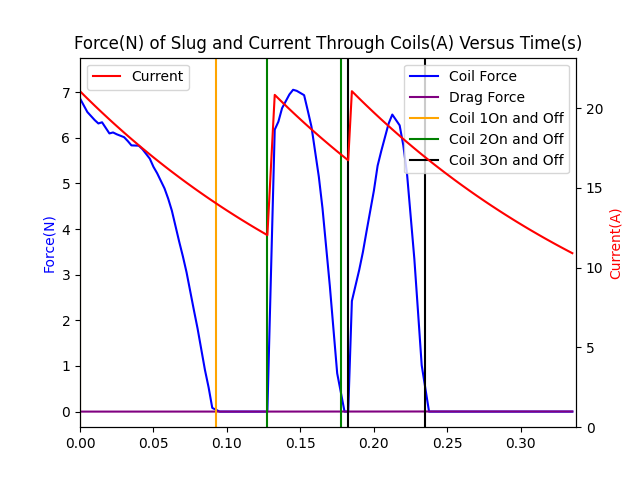 Force(N) of Slug and Current Through Coils(A) Versus Time(s)
Current
Coil Force
Drag Force
Coil 1On and Off
Coil 2On and Off
Coil 3On and Off
Force(N)
7
6
5
4
3
2
1
0
Current(A)
20
15
10
5
0
0.00 0.05 0.10 0.15 0.20 0.25 0.30